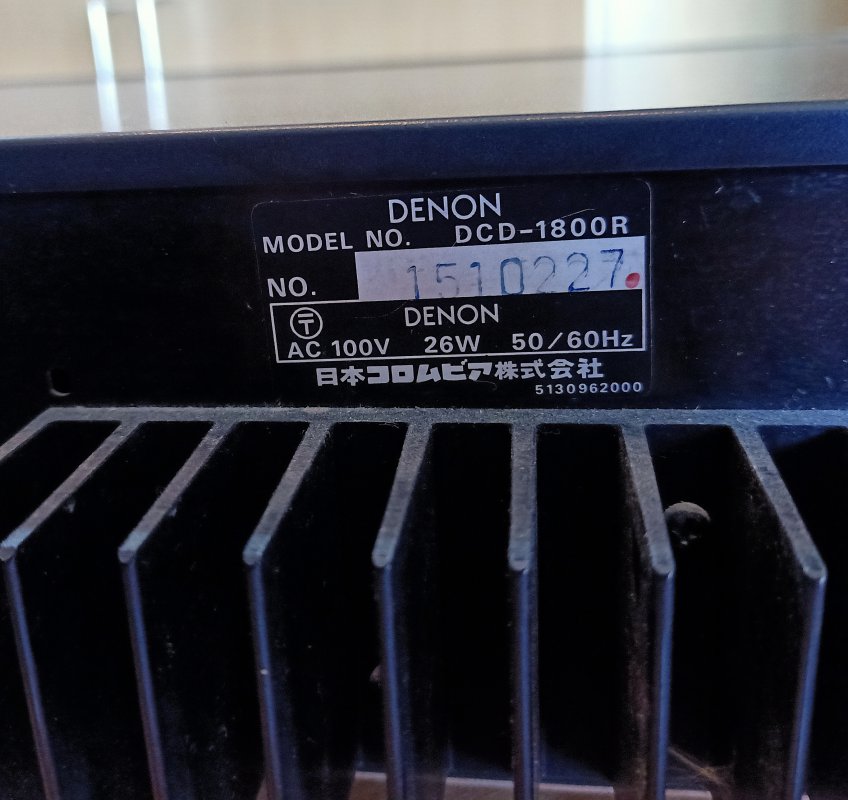 DENON
MODEL NO. DCD-1800R
NO. 1510227.
〒 DENON
AC 100V 26W 50/60Hz
日本コロムビア株式会社
5130962000